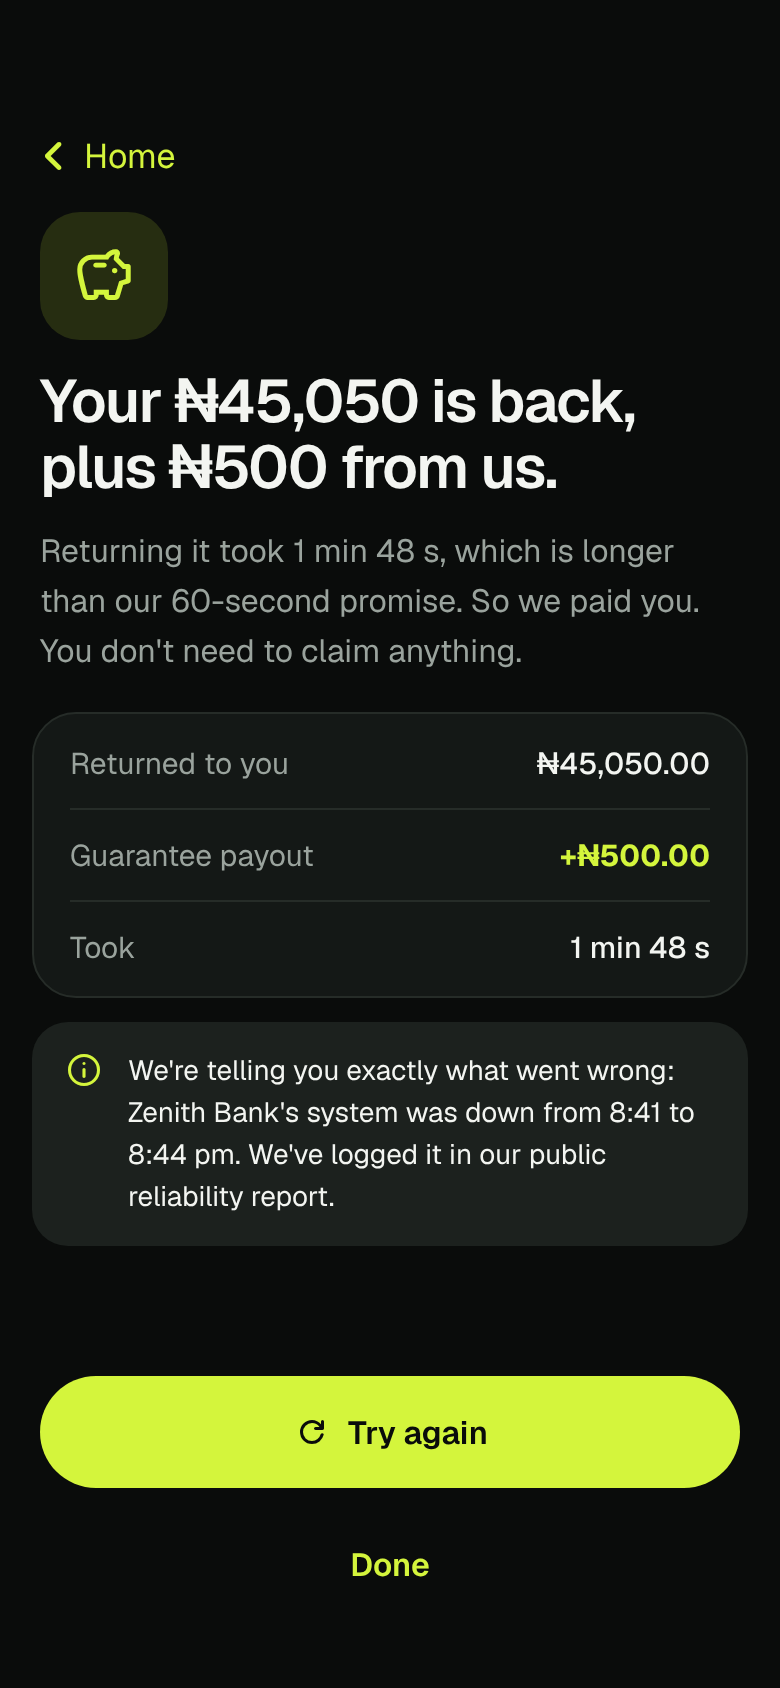 Home
Your ₦45,050 is back,
plus ₦500 from us.
Returning it took 1 min 48 s, which is longer
than our 60-second promise. So we paid you.
You don't need to claim anything.
Returned to you ₦45,050.00
Guarantee payout +₦500.00
Took 1 min 48 s
We're telling you exactly what went wrong:
Zenith Bank's system was down from 8:41 to
8:44 pm. We've logged it in our public
reliability report.
Try again
Done